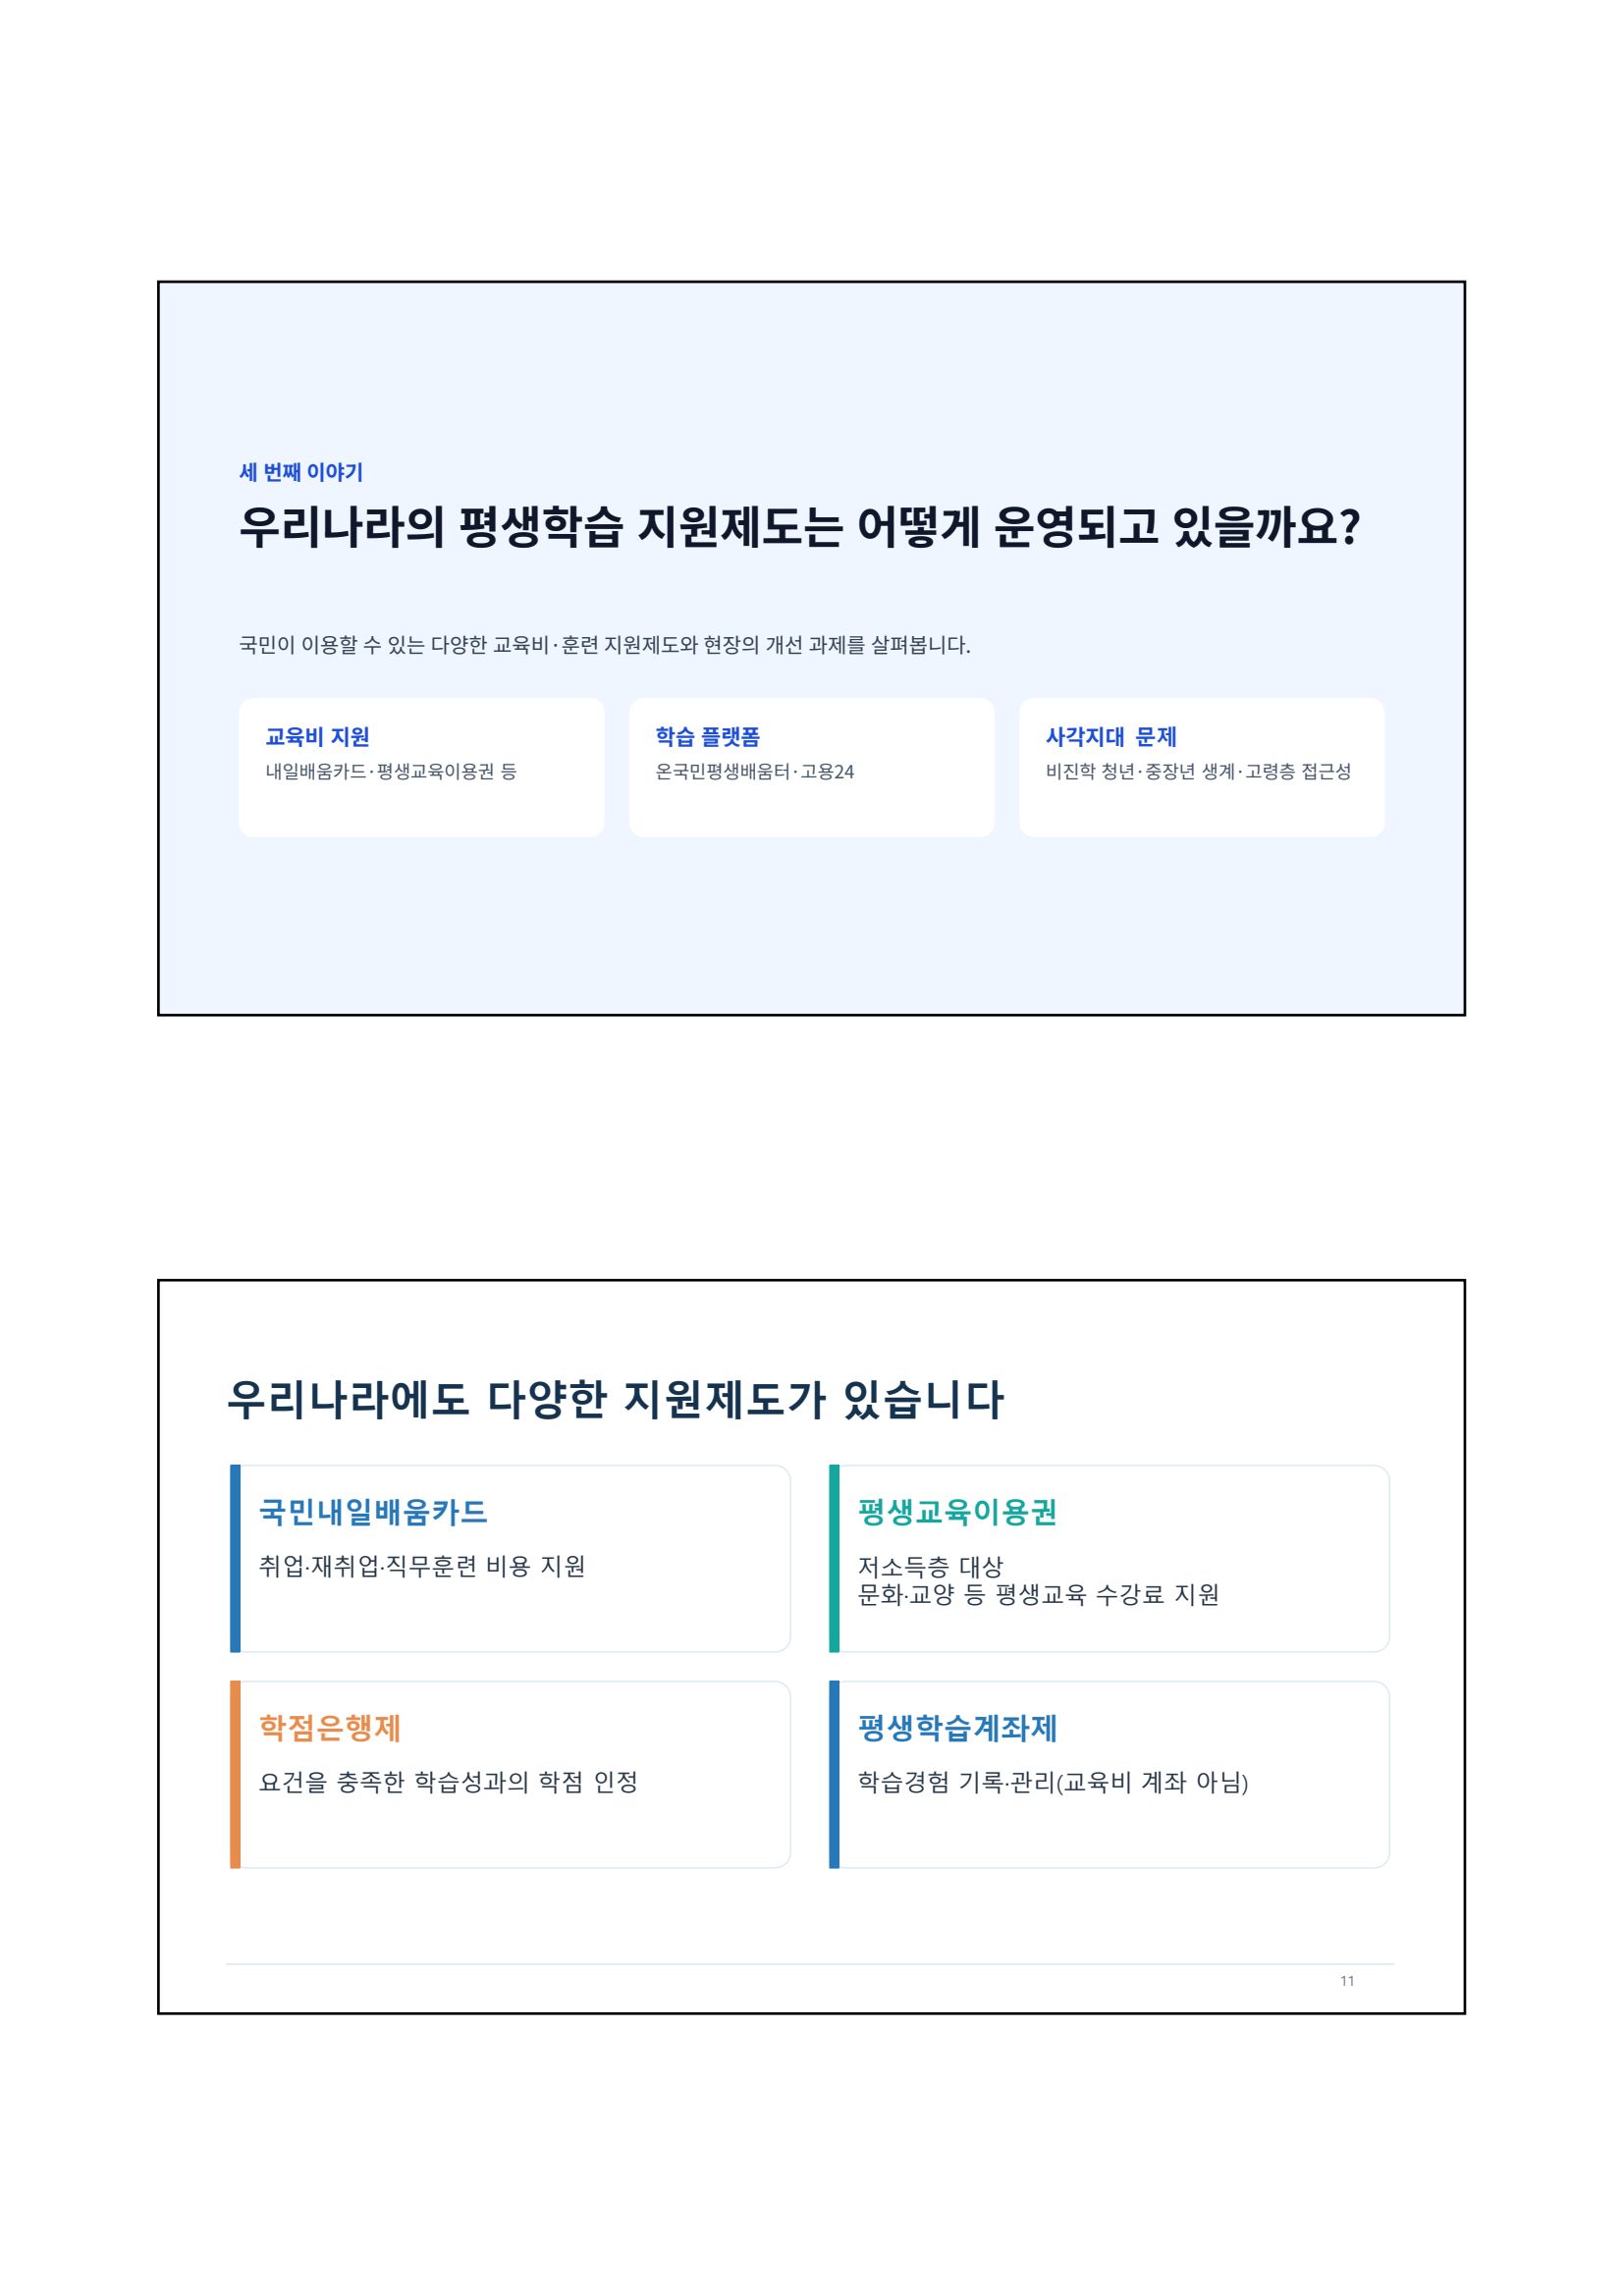 세 번째 이야기
우리나라의 평생학습 지원제도는 어떻게 운영되고 있을까요?
국민이 이용할 수 있는 다양한 교육비·훈련 지원제도와 현장의 개선 과제를 살펴봅니다.
교육비 지원
내일배움카드·평생교육이용권 등
학습 플랫폼
온국민평생배움터·고용24
사각지대 문제
비진학 청년·중장년 생계·고령층 접근성
우리나라에도 다양한 지원제도가 있습니다
국민내일배움카드
취업·재취업·직무훈련 비용 지원
평생교육이용권
저소득층 대상
문화·교양 등 평생교육 수강료 지원
학점은행제
요건을 충족한 학습성과의 학점 인정
평생학습계좌제
학습경험 기록·관리(교육비 계좌 아님)
11